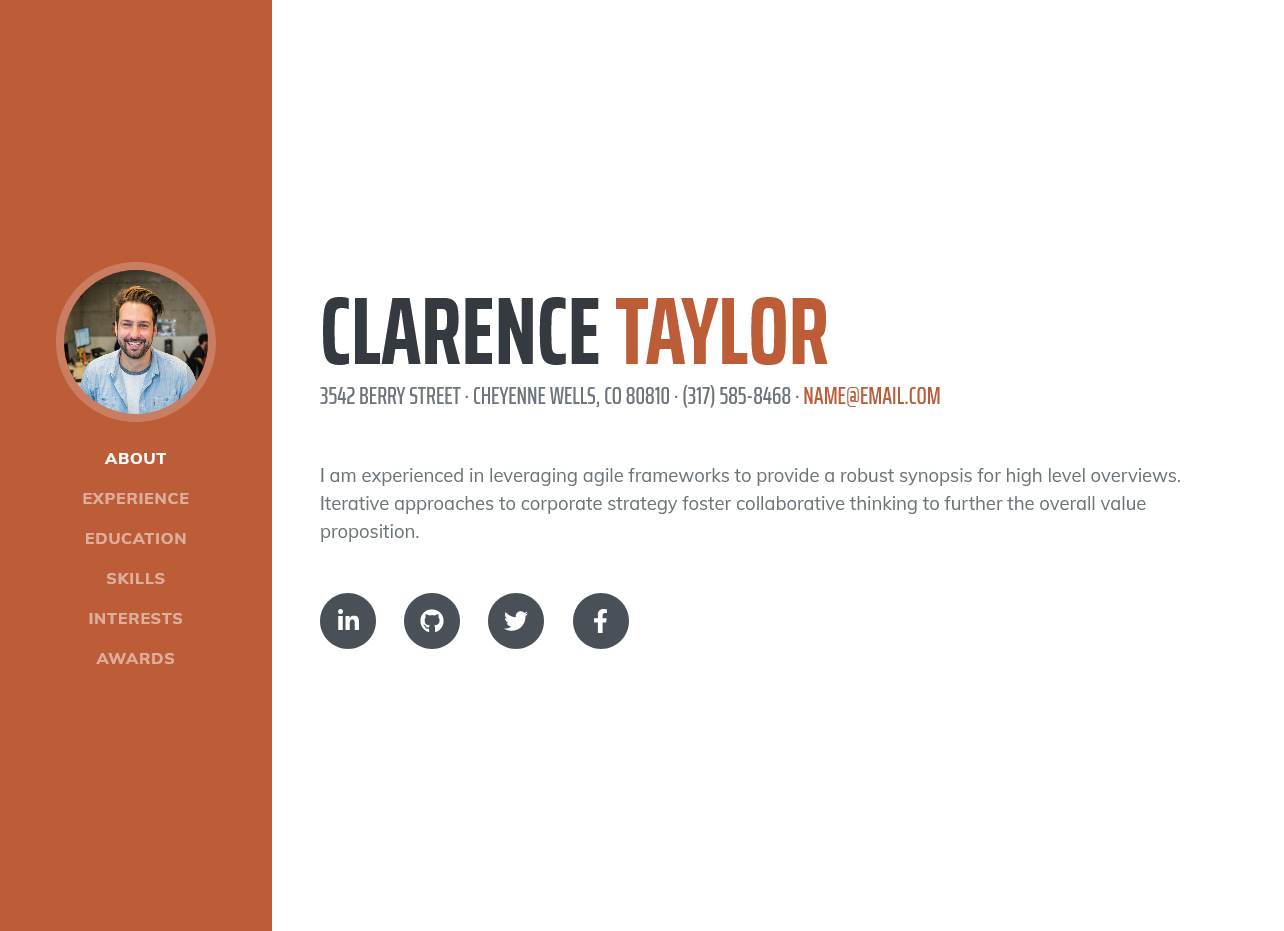 ABOUT
EXPERIENCE
EDUCATION
SKILLS
INTERESTS
AWARDS
CLARENCE TAYLOR
3542 BERRY STREET · CHEYENNE WELLS, CO 80810 · (317) 585-8468 · NAME@EMAIL.COM
I am experienced in leveraging agile frameworks to provide a robust synopsis for high level overviews.
Iterative approaches to corporate strategy foster collaborative thinking to further the overall value
proposition.
in